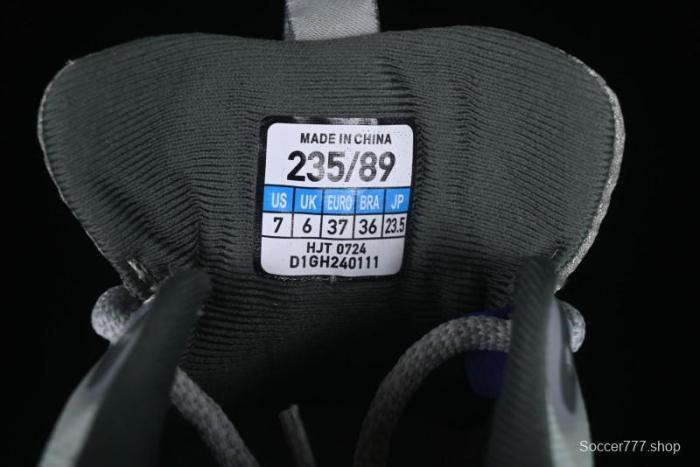 MADE IN CHINA
235/89
US UK EURO BRA JP
7 6 37 36 23.5
HJT 0724
D1GH240111
Soccer777.shop